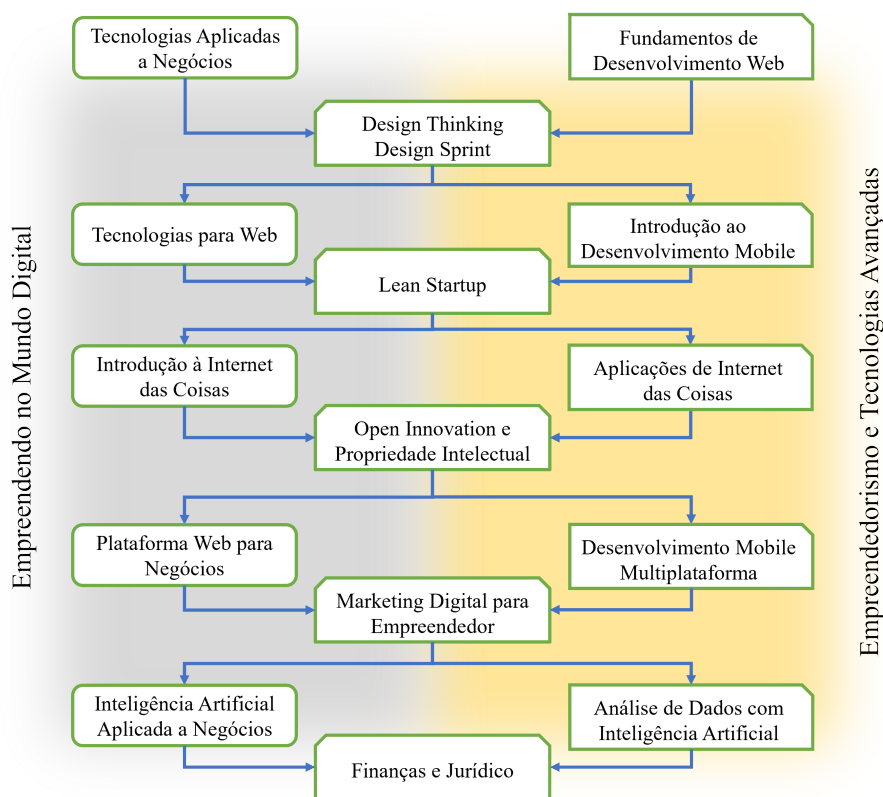 Tecnologias Aplicadas
a Negócios
Fundamentos de
Desenvolvimento Web
Design Thinking
Design Sprint
Tecnologias para Web
Introdução ao
Desenvolvimento Mobile
Lean Startup
Introdução à Internet
das Coisas
Aplicações de Internet
das Coisas
Open Innovation e
Propriedade Intelectual
Plataforma Web para
Negócios
Desenvolvimento Mobile
Multiplataforma
Marketing Digital para
Empreendedor
Inteligência Artificial
Aplicada a Negócios
Análise de Dados com
Inteligência Artificial
Finanças e Jurídico
Empreendendo no Mundo Digital
Empreendedorismo e Tecnologias Avançadas